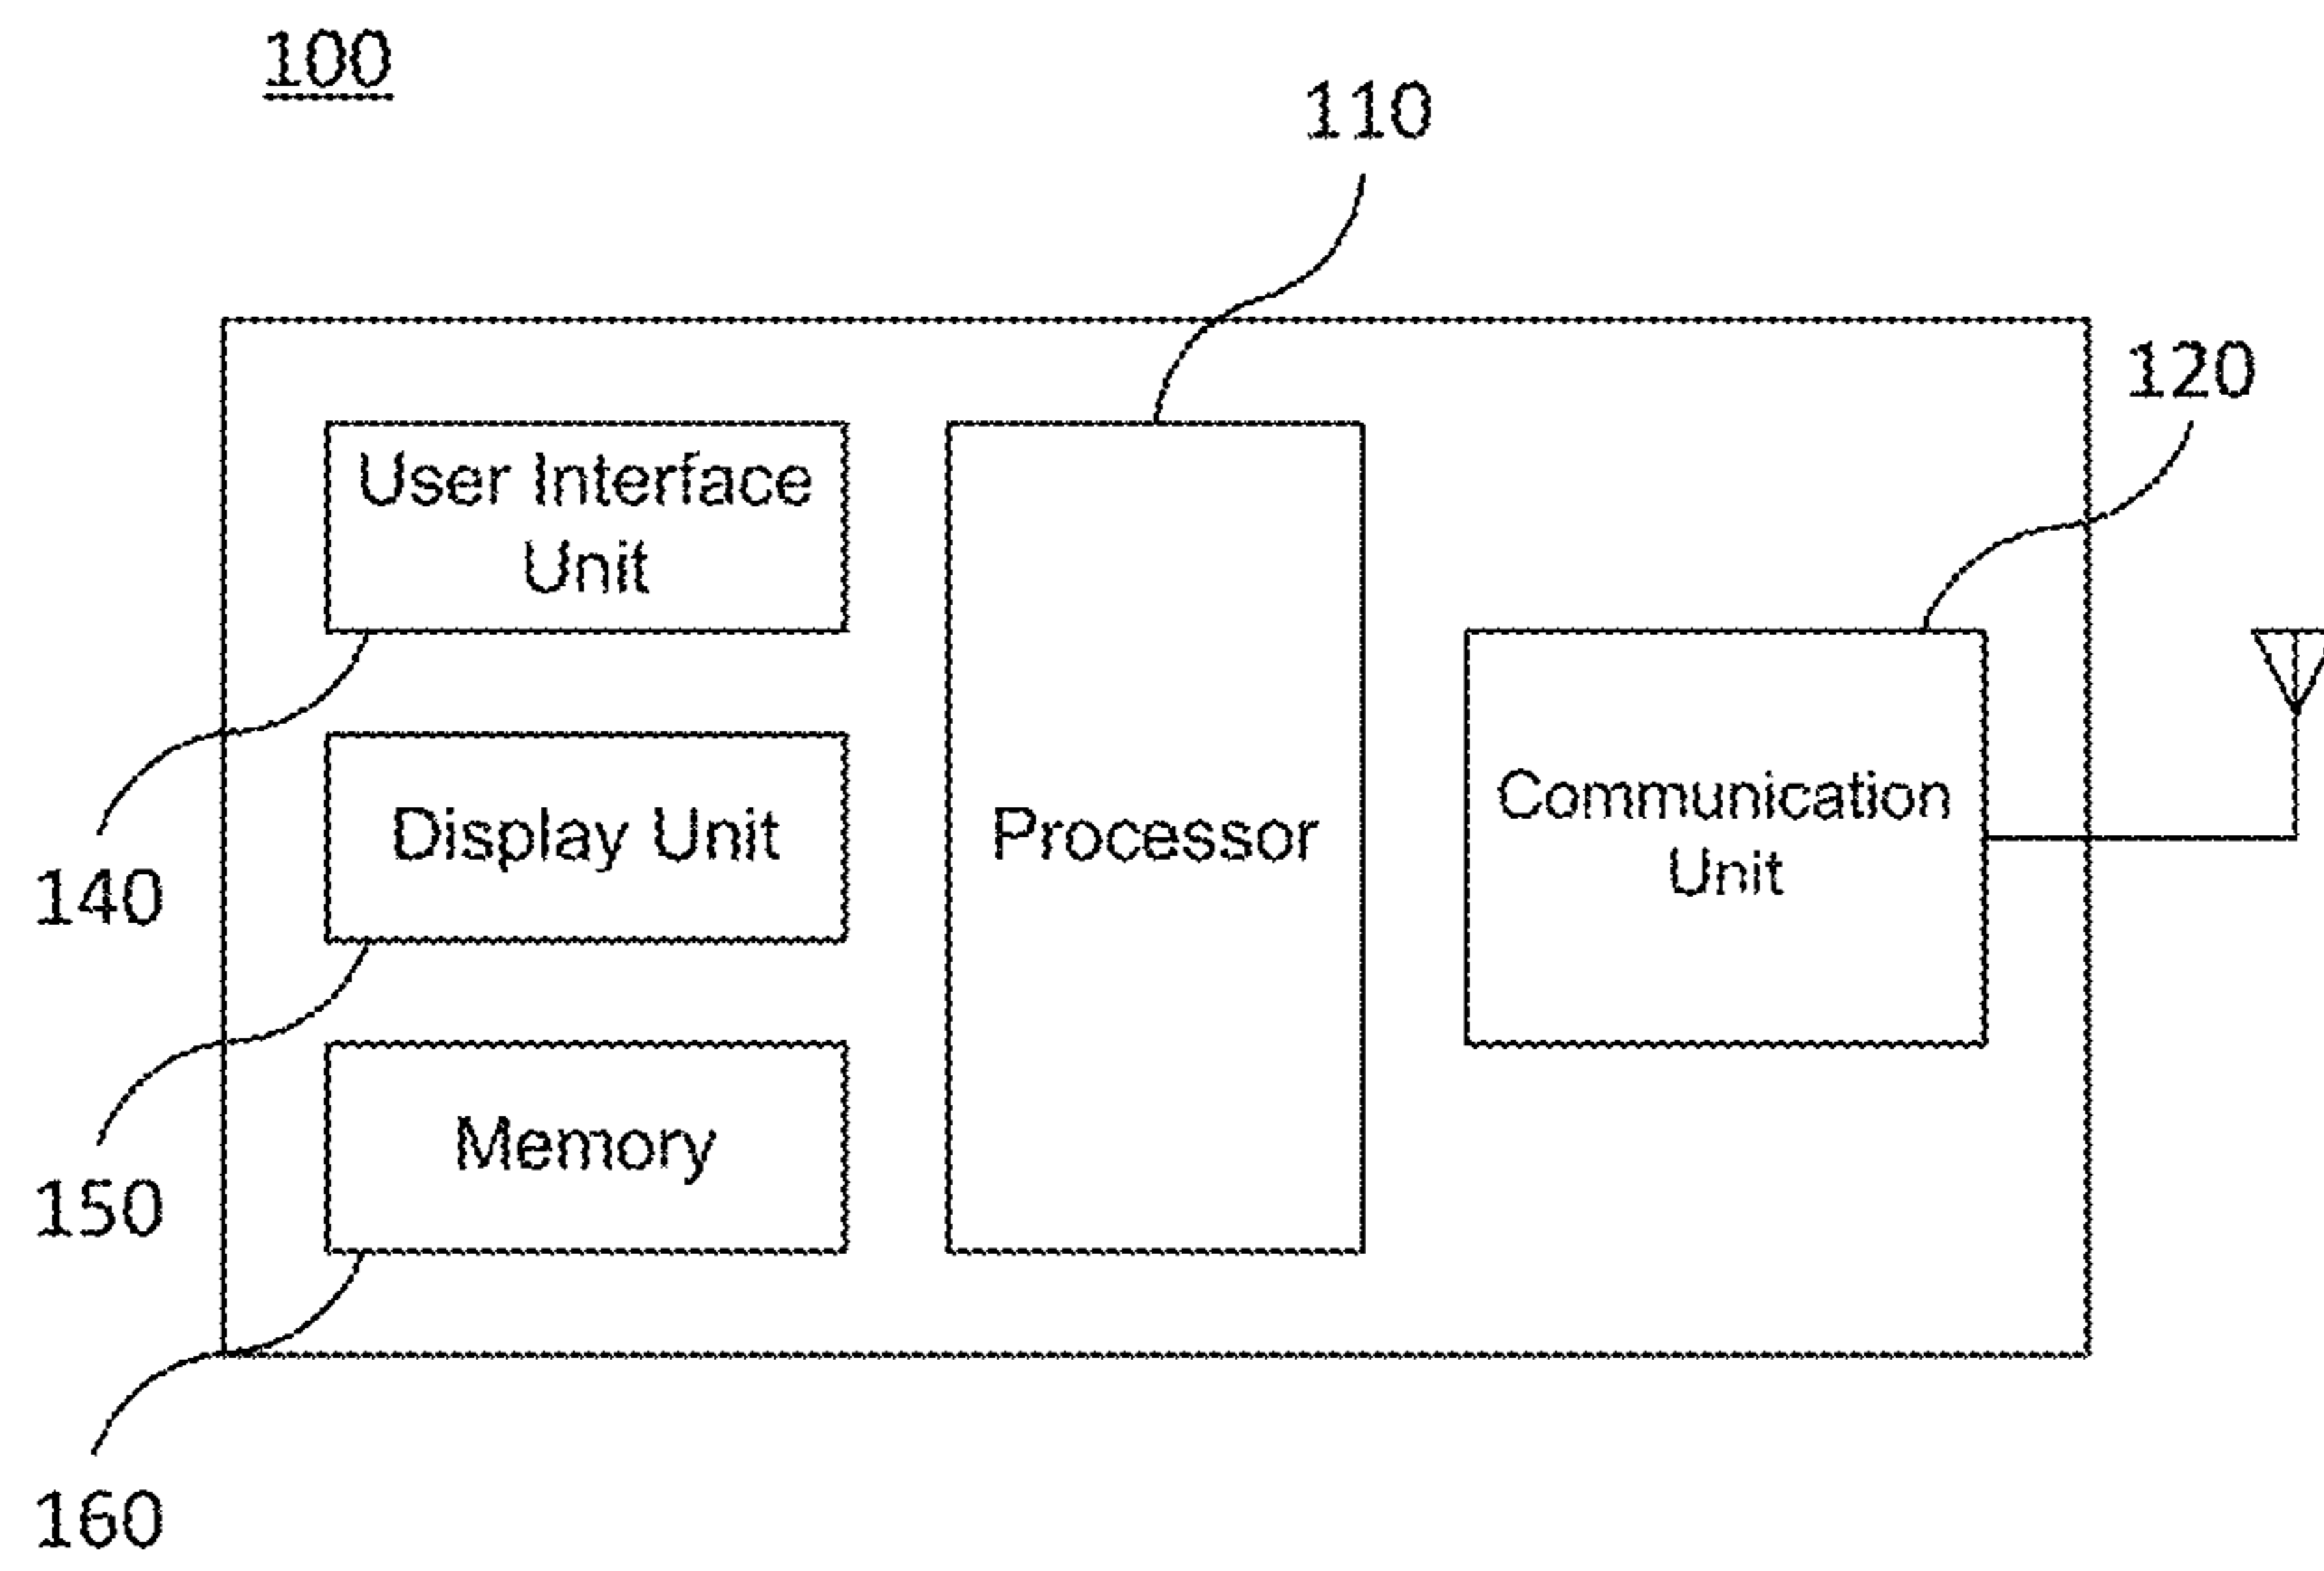 100
110
120
User Interface
Unit
140
Display Unit
Processor
Communication
Unit
150
Memory
160